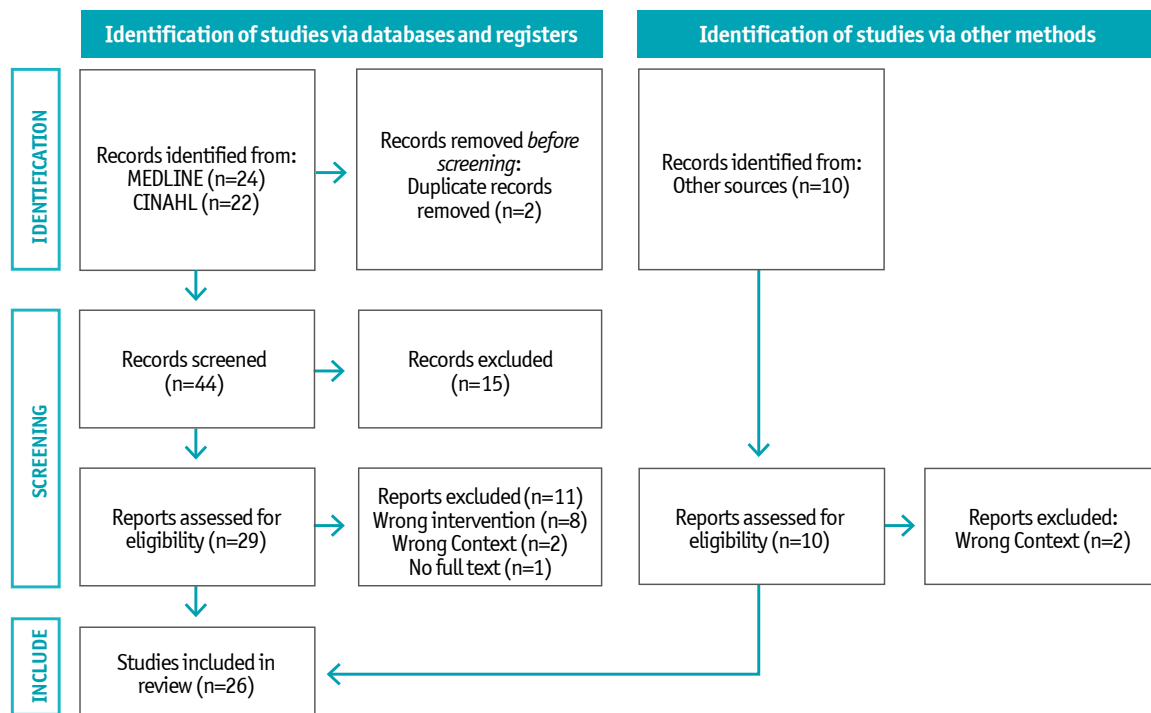 Identification of studies via databases and registers
Identification of studies via other methods
IDENTIFICATION
Records identified from:
MEDLINE (n=24)
CINAHL (n=22)
Records removed before
screening:
Duplicate records
removed (n=2)
Records identified from:
Other sources (n=10)
SCREENING
Records screened
(n=44)
Records excluded
(n=15)
Reports assessed for
eligibility (n=29)
Reports excluded (n=11)
Wrong intervention (n=8)
Wrong Context (n=2)
No full text (n=1)
Reports assessed for
eligibility (n=10)
Reports excluded:
Wrong Context (n=2)
INCLUDE
Studies included in
review (n=26)